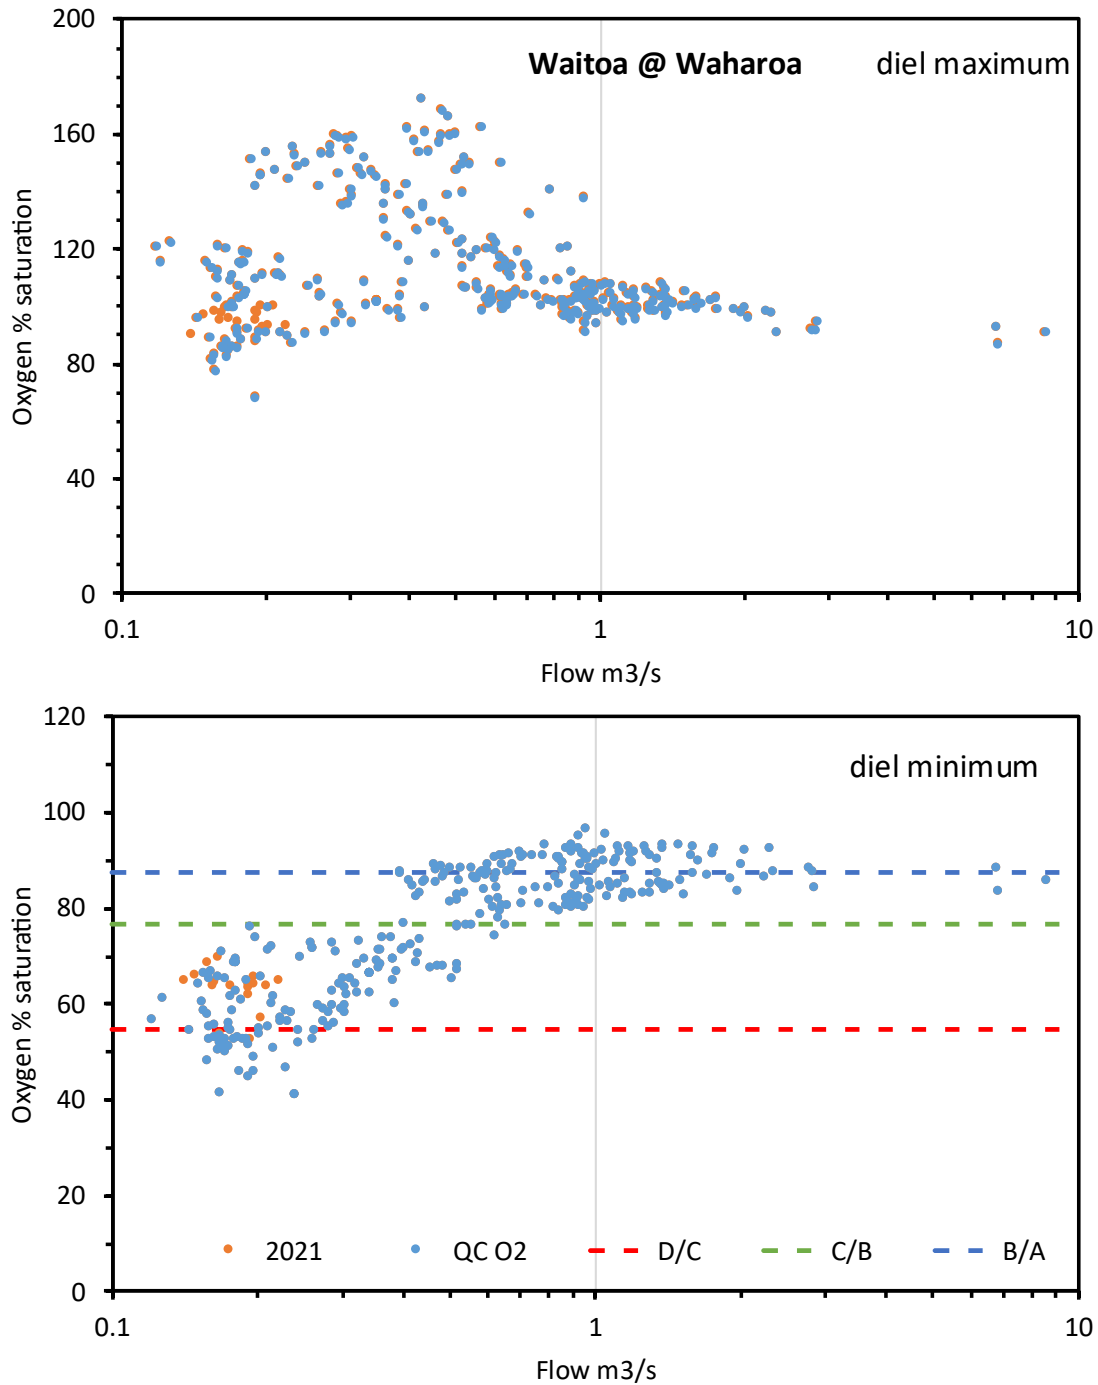 200
Waitoa @ Waharoa diel maximum
160
120
80
40
0
0.1 1 10
Oxygen % saturation
Flow m3/s
120
diel minimum
100
80
60
40
20
2021 QC O2 D/C C/B B/A
0
0.1 1 10
Oxygen % saturation
Flow m3/s